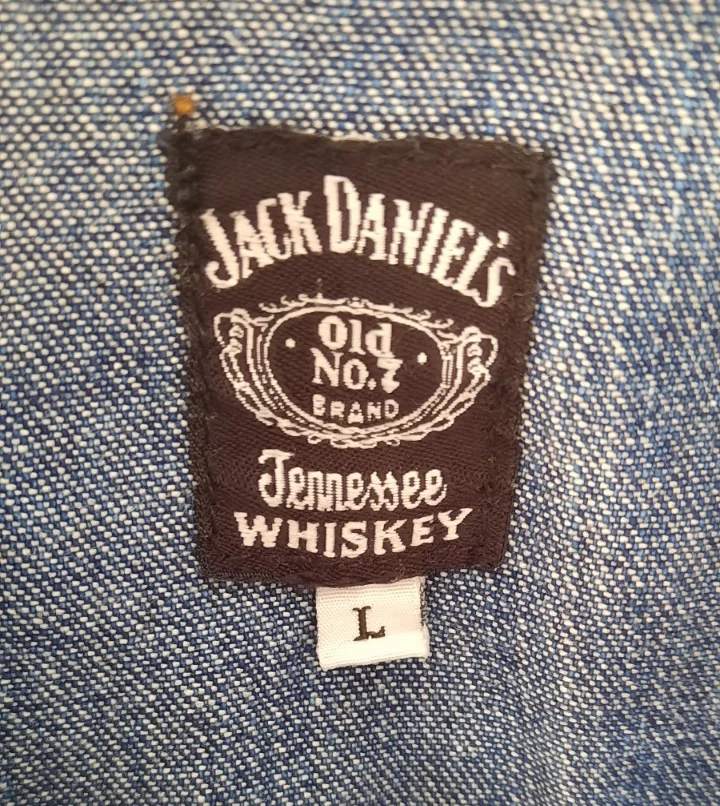 JACK DANIEL'S
Old
No.7
BRAND
Tennessee
WHISKEY
L